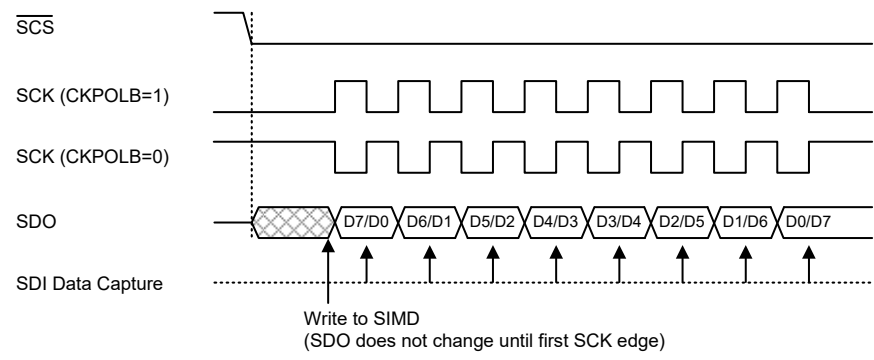 SCS
SCK (CKPOLB=1)
SCK (CKPOLB=0)
SDO D7/D0 D6/D1 D5/D2 D4/D3 D3/D4 D2/D5 D1/D6 D0/D7
SDI Data Capture
Write to SIMD
(SDO does not change until first SCK edge)